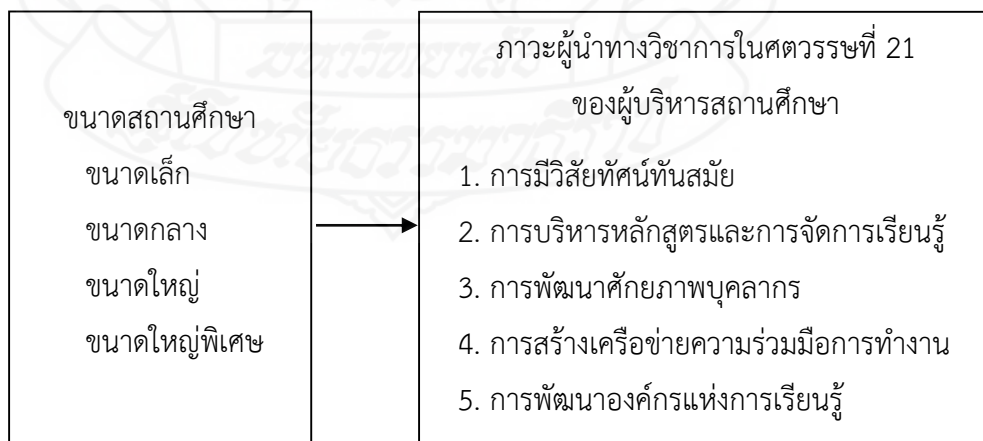 ขนาดสถานศึกษา
ขนาดเล็ก
ขนาดกลาง
ขนาดใหญ่
ขนาดใหญ่พิเศษ
ภาวะผู้นำทางวิชาการในศตวรรษที่ 21
ของผู้บริหารสถานศึกษา
1. การมีวิสัยทัศน์ทันสมัย
2. การบริหารหลักสูตรและการจัดการเรียนรู้
3. การพัฒนาศักยภาพบุคลากร
4. การสร้างเครือข่ายความร่วมมือการทำงาน
5. การพัฒนาองค์กรแห่งการเรียนรู้
มหาวิทยาลัย